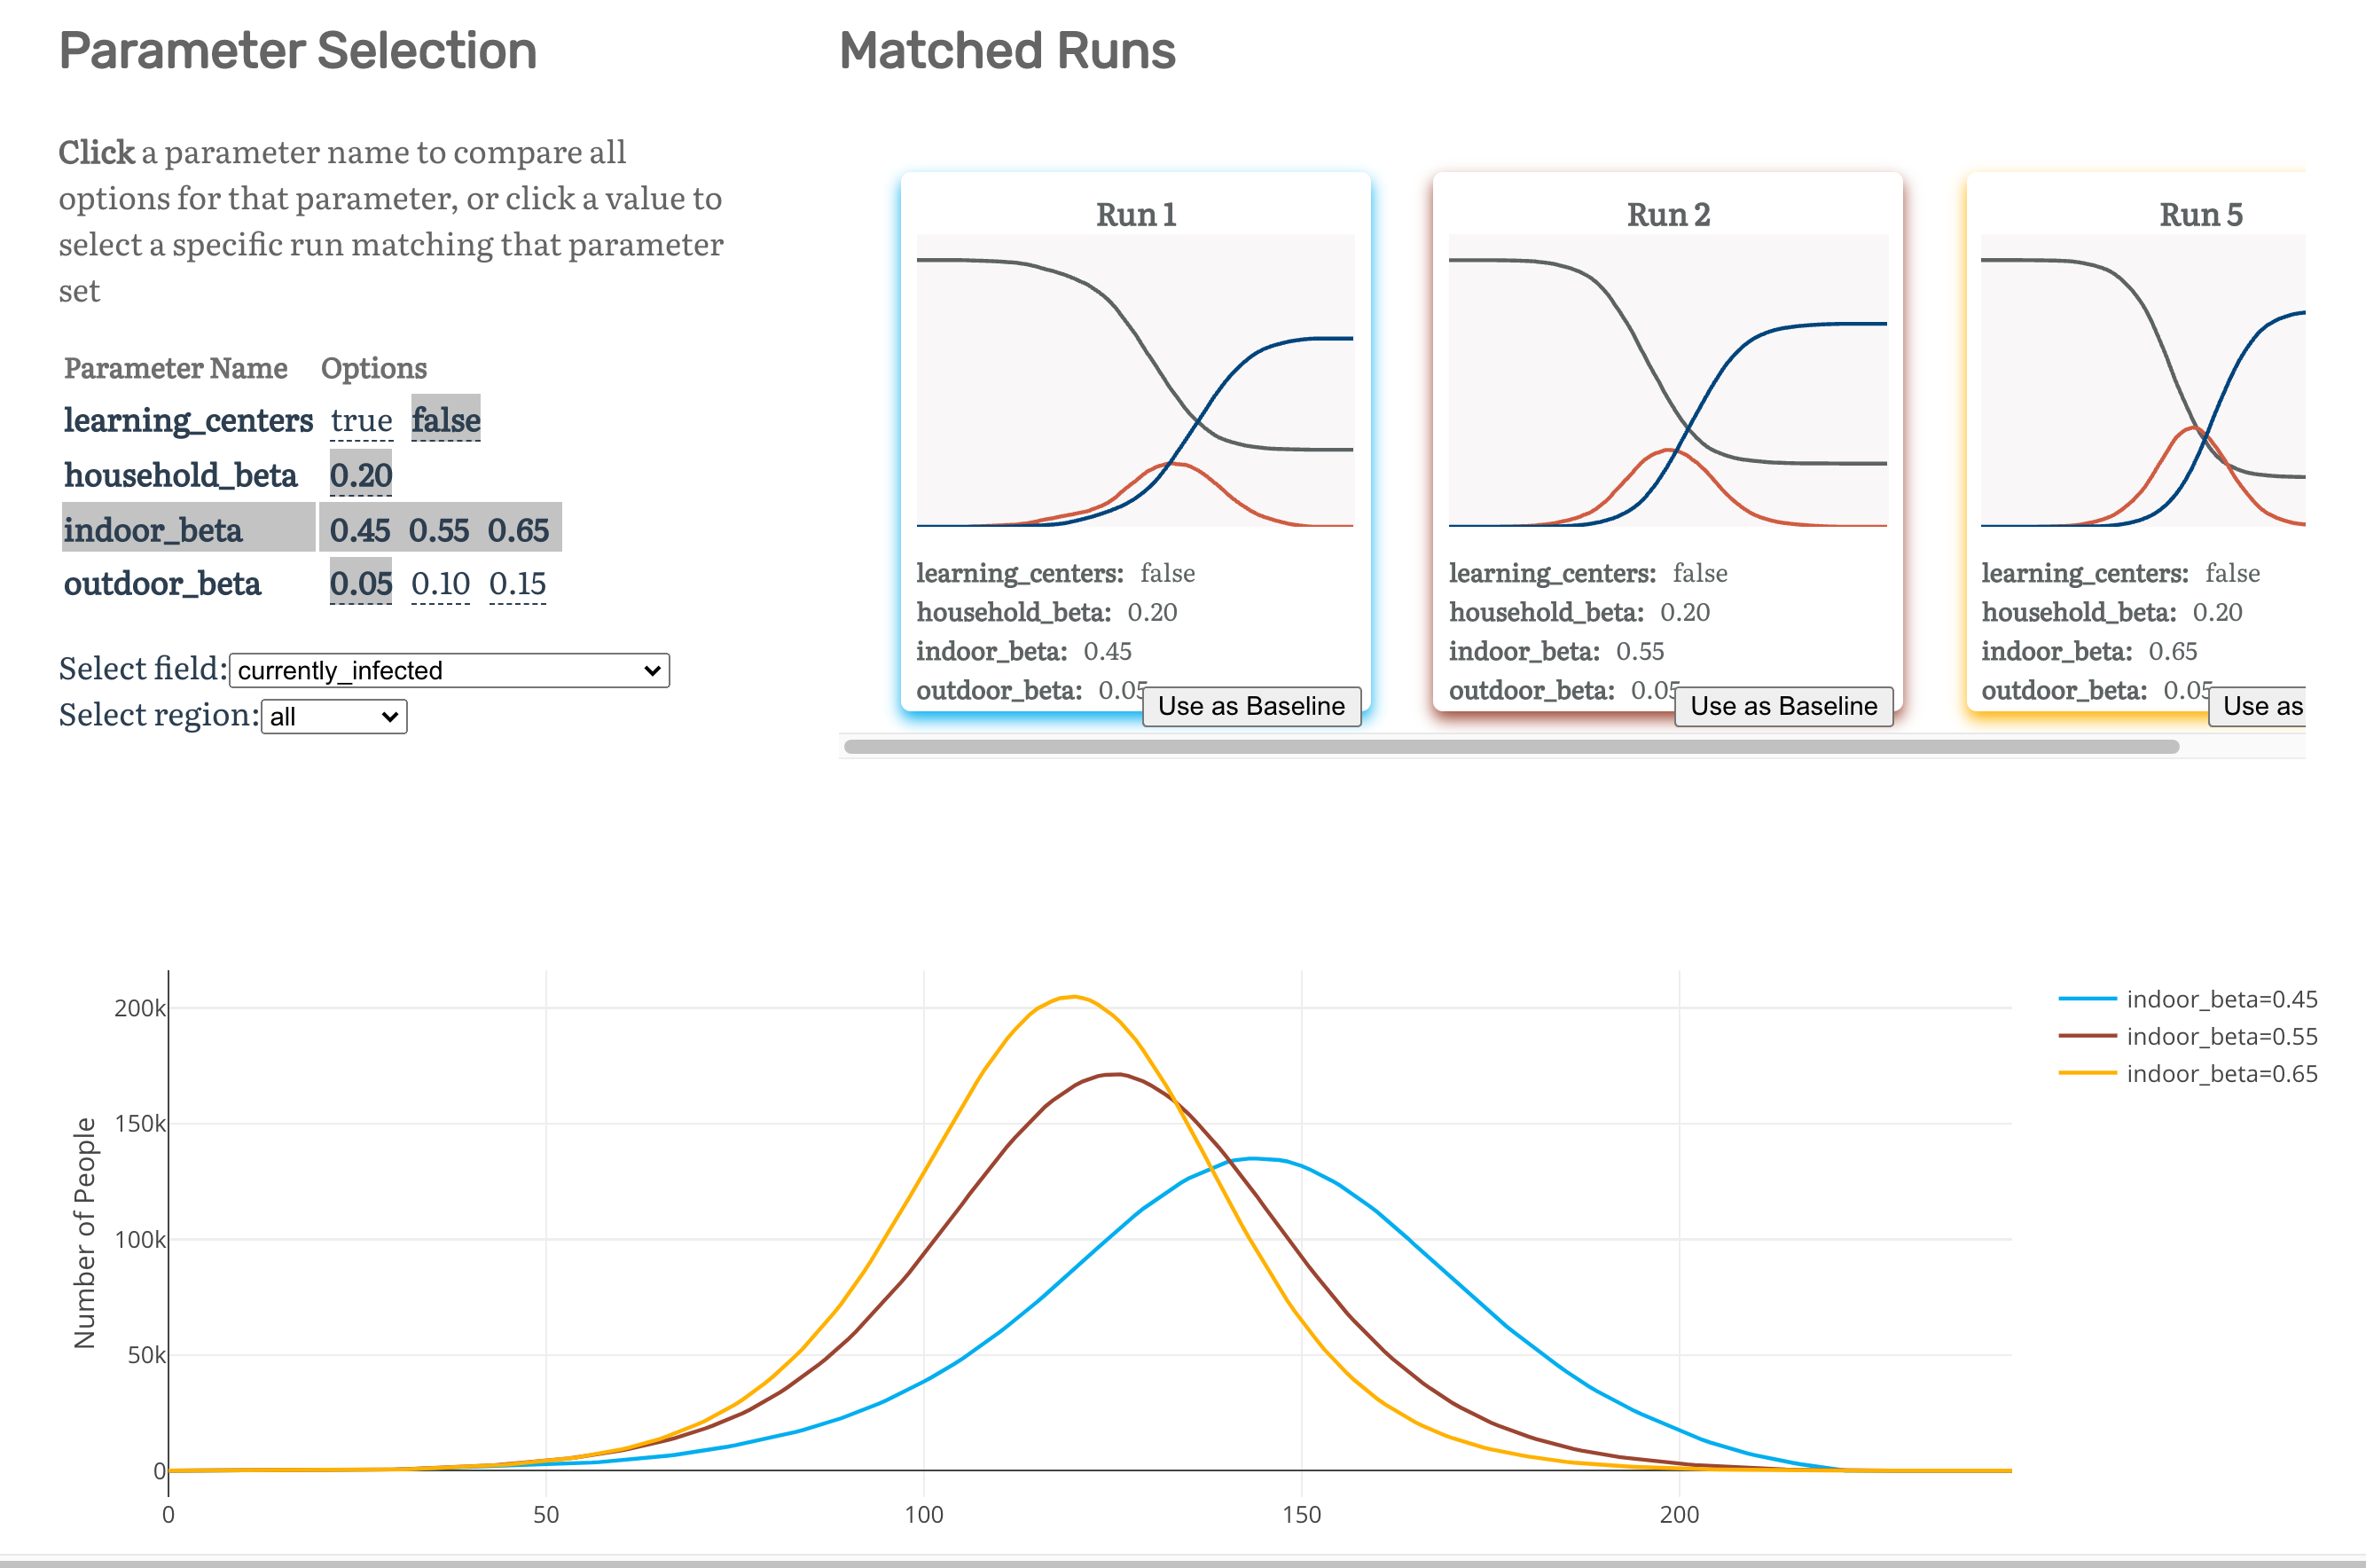 Parameter Selection
Click a parameter name to compare all
options for that parameter, or click a value to
select a specific run matching that parameter
set
Parameter Name Options
learning_centers true false
household_beta 0.20
indoor_beta 0.45 0.55 0.65
outdoor_beta 0.05 0.10 0.15
Select field: currently_infected
Select region: all
Matched Runs
Run 1
learning_centers: false
household_beta: 0.20
indoor_beta: 0.45
outdoor_beta: 0.05
Use as Baseline
Run 2
learning_centers: false
household_beta: 0.20
indoor_beta: 0.55
outdoor_beta: 0.05
Use as Baseline
Run 5
learning_centers: false
household_beta: 0.20
indoor_beta: 0.65
outdoor_beta: 0.05
Use as
Number of People
200k
150k
100k
50k
0
0 50 100 150 200
indoor_beta=0.45
indoor_beta=0.55
indoor_beta=0.65